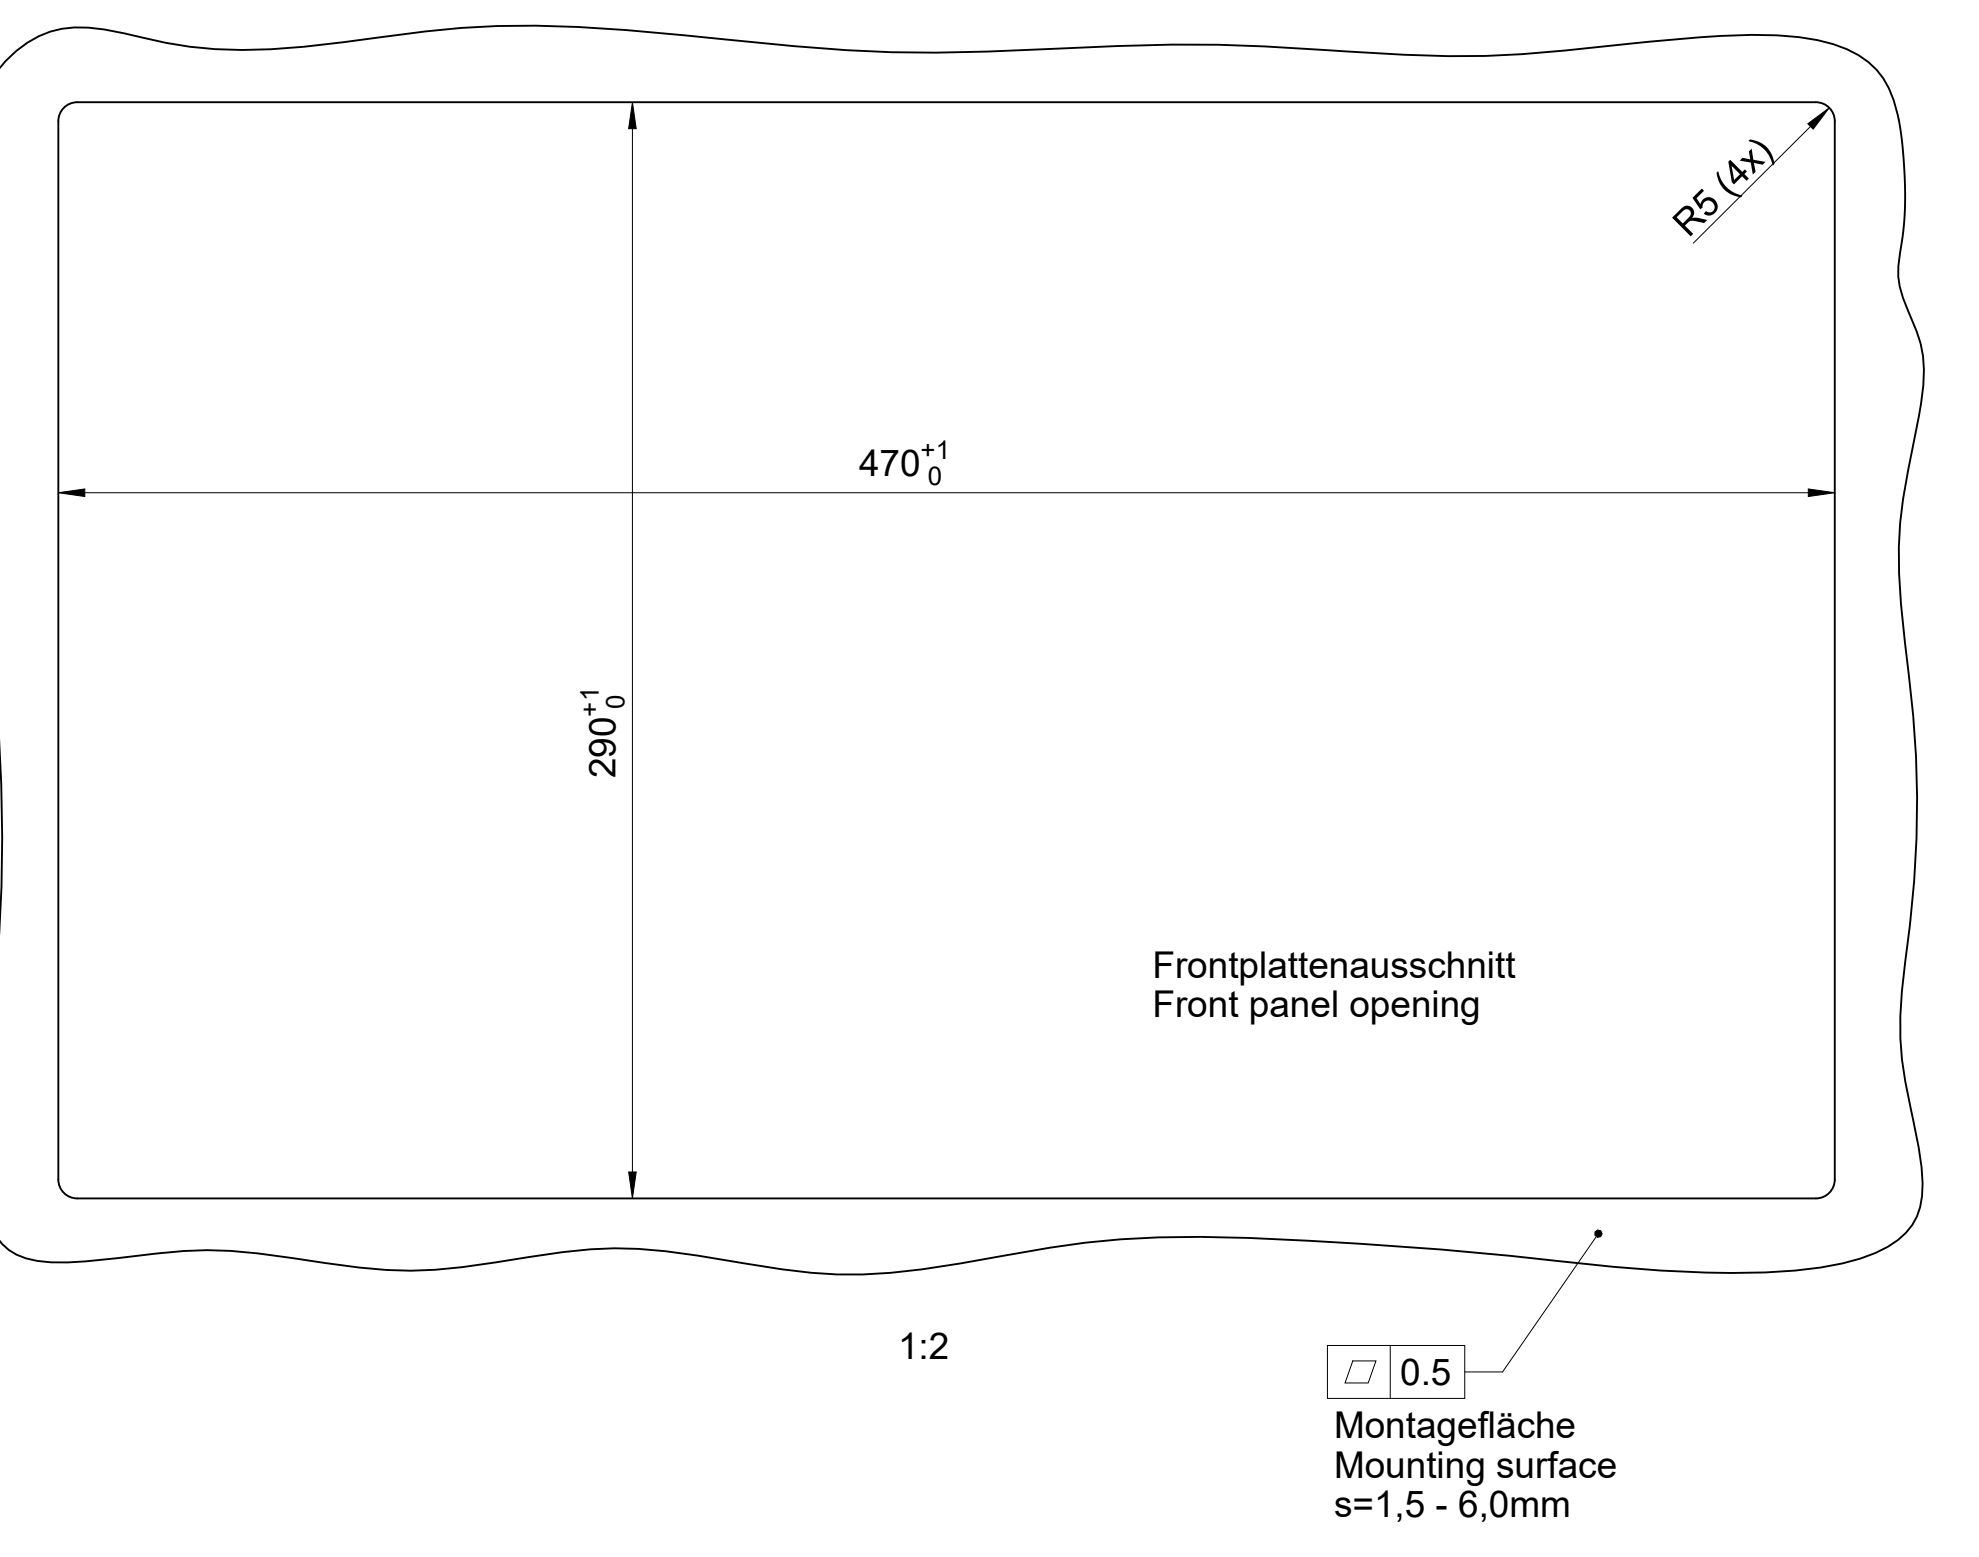 R5 (4x)
470 +1 0
290 +1 0
Frontplattenausschnitt
Front panel opening
1:2
⏥ 0.5
Montagefläche
Mounting surface
s=1,5 - 6,0mm